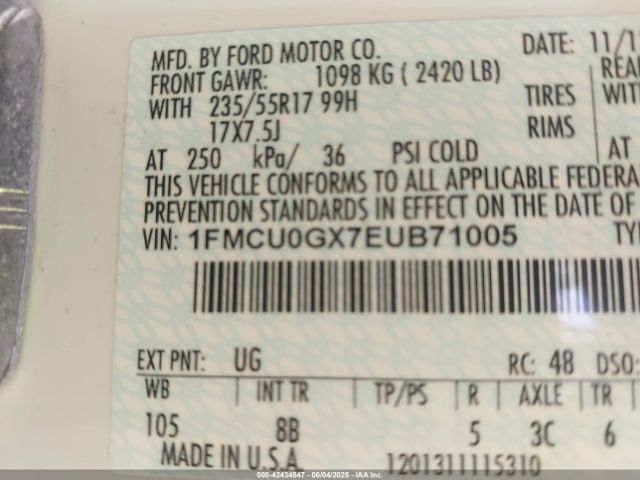 MFD. BY FORD MOTOR CO. DATE: 11/1
FRONT GAWR: 1098 KG ( 2420 LB) REA
WITH 235/55R17 99H TIRES WIT
17X7.5J RIMS
AT 250 kPa/ 36 PSI COLD AT
THIS VEHICLE CONFORMS TO ALL APPLICABLE FEDERA
PREVENTION STANDARDS IN EFFECT ON THE DATE OF
VIN: 1FMCU0GX7EUB71005 TYP
EXT PNT: UG RC: 48 DSO:
WB INT TR TP/PS R AXLE TR
105 8B 5 3C 6
MADE IN U.S.A
1201311115310
00-42434547 - 06/04/2025 - COPYRIGHT IAA